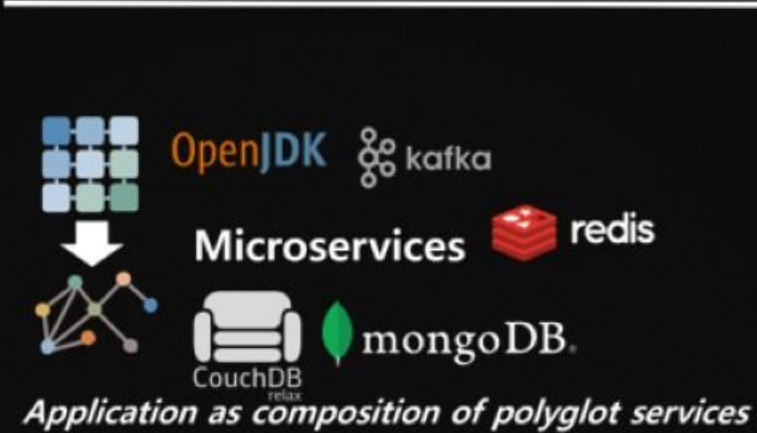 OpenJDK
kafka
Microservices
redis
CouchDB
relax
mongoDB.
Application as composition of polyglot services